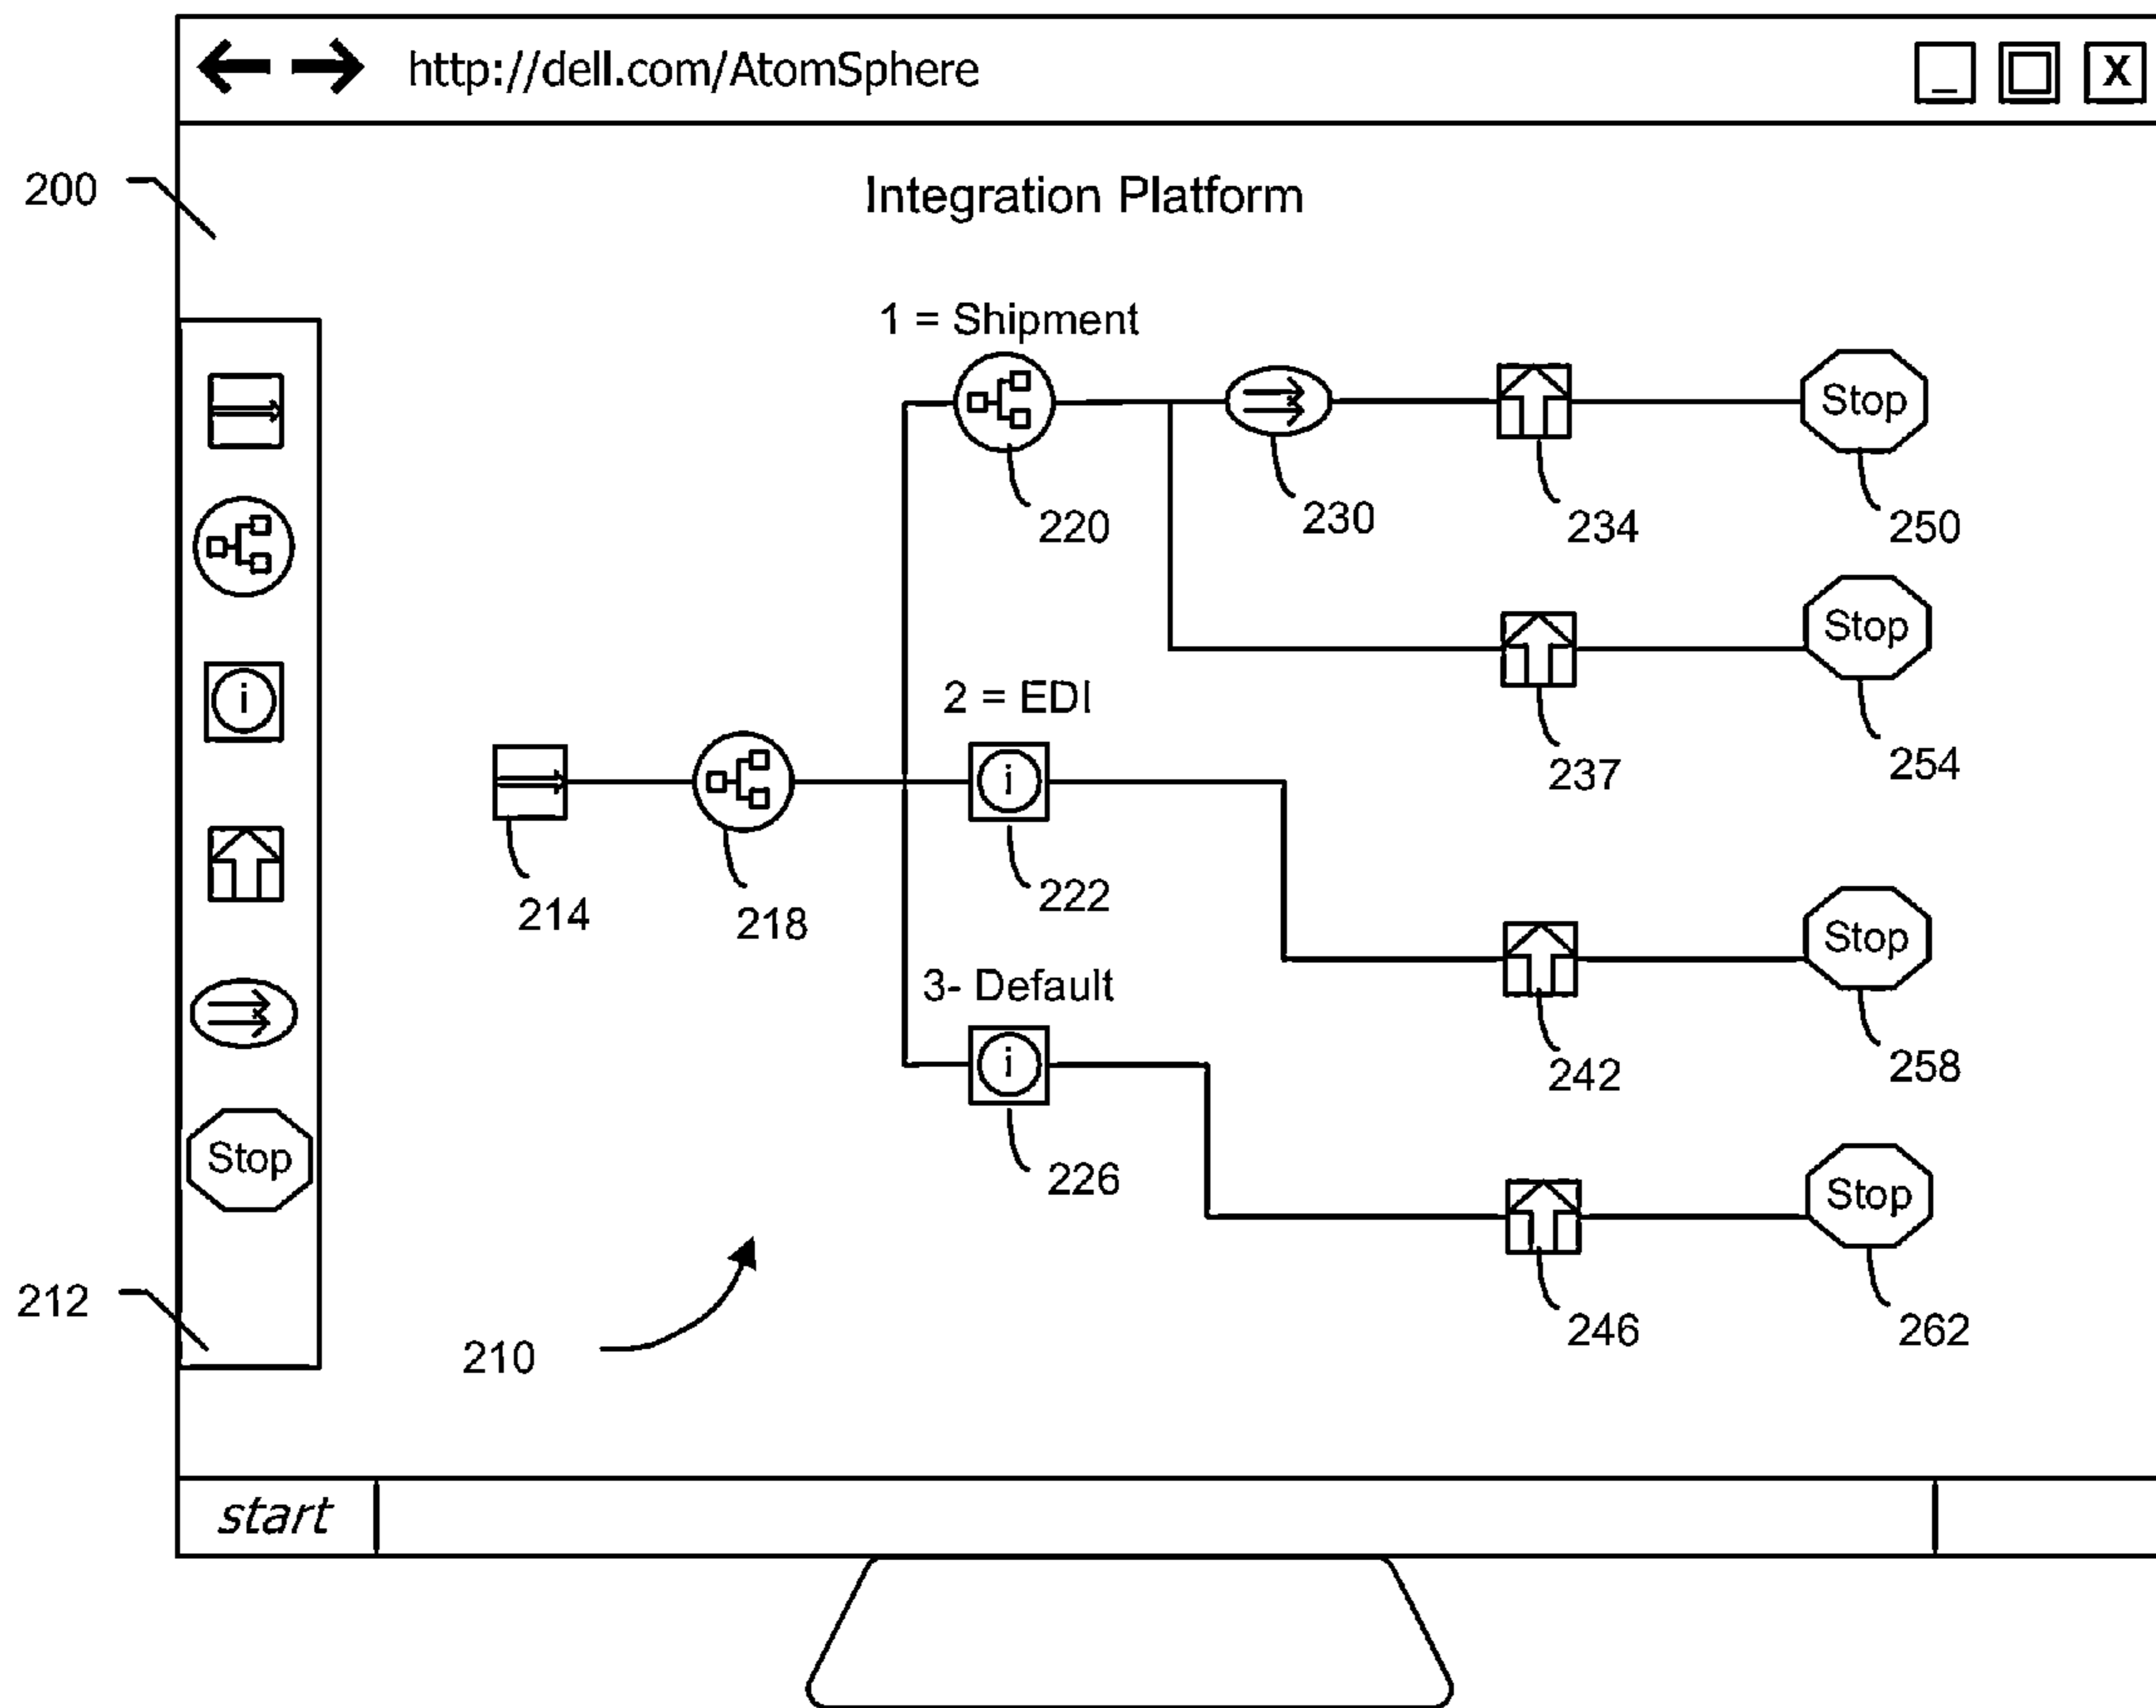 http://dell.com/AtomSphere
_ X
200
Integration Platform
1 = Shipment
Stop
220
230
234
250
i
Stop
2 = EDI
237
254
i
222
214
218
Stop
3- Default
242
258
i
Stop
226
Stop
246
262
212
210
start